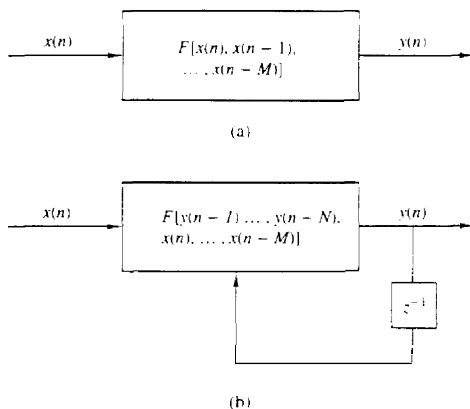 x(n)
F[x(n), x(n − 1),
… , x(n − M)]
y(n)
(a)
x(n)
F[y(n − 1) … , y(n − N),
x(n), … , x(n − M)]
y(n)
z⁻¹
(b)